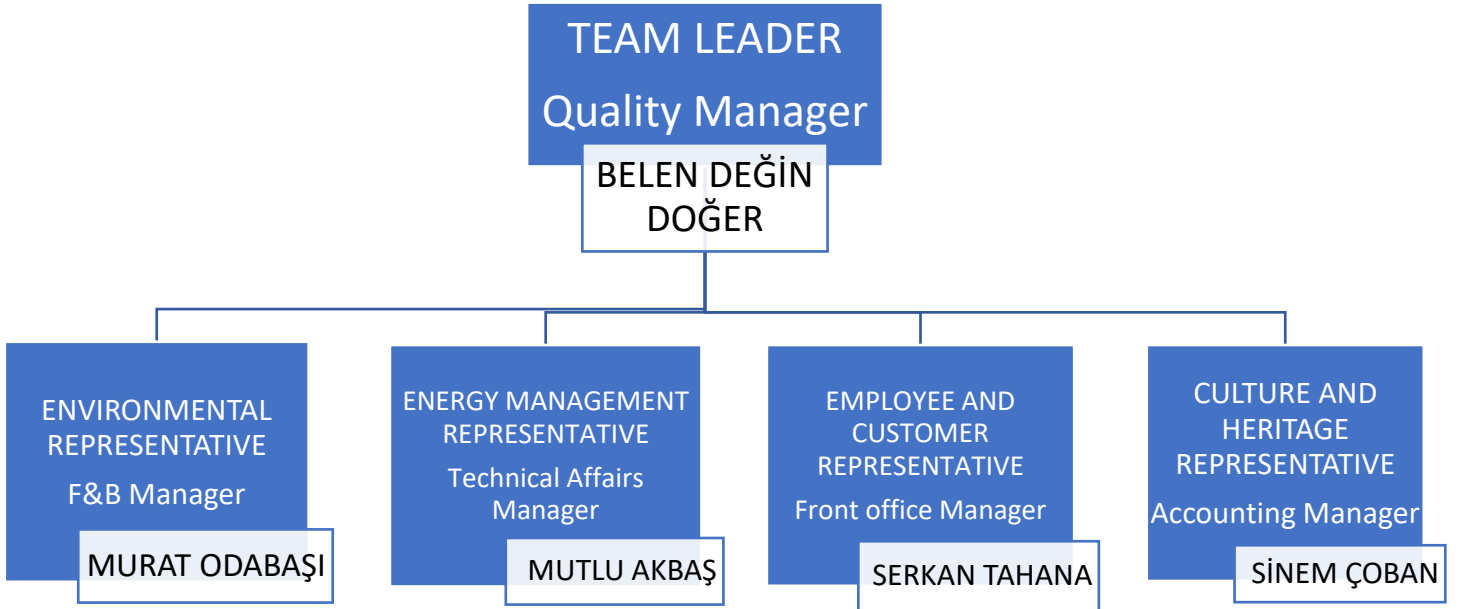 TEAM LEADER
Quality Manager
BELEN DEĞİN
DOĞER
ENVIRONMENTAL
REPRESENTATIVE
F&B Manager
MURAT ODABAŞI
ENERGY MANAGEMENT
REPRESENTATIVE
Technical Affairs
Manager
MUTLU AKBAŞ
EMPLOYEE AND
CUSTOMER
REPRESENTATIVE
Front office Manager
SERKAN TAHANA
CULTURE AND
HERITAGE
REPRESENTATIVE
Accounting Manager
SİNEM ÇOBAN